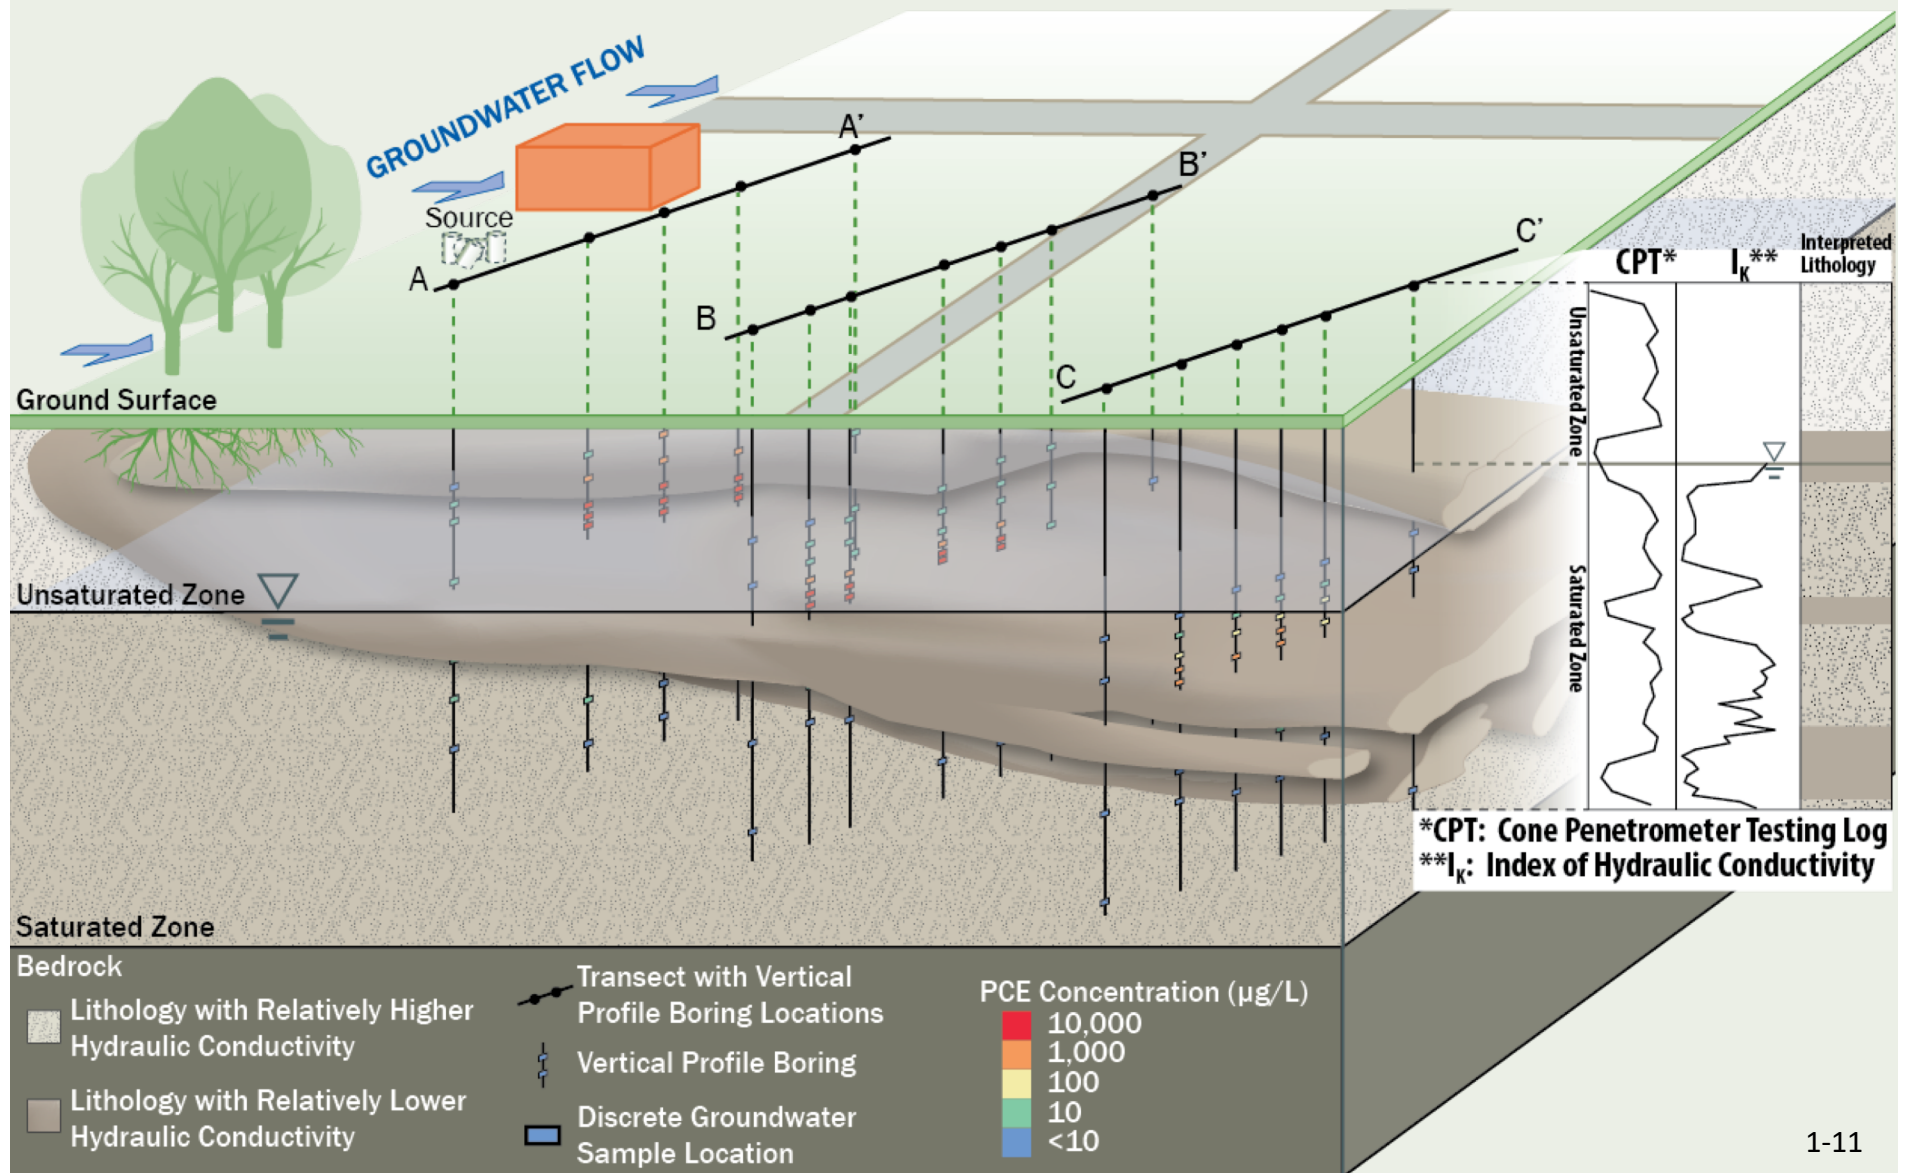 GROUNDWATER FLOW
Source
A
A’
B
B’
C
C’
Ground Surface
Unsaturated Zone
Saturated Zone
Bedrock
CPT*
IK**
Interpreted
Lithology
Unsaturated Zone
Saturated Zone
*CPT: Cone Penetrometer Testing Log
**IK: Index of Hydraulic Conductivity
Lithology with Relatively Higher
Hydraulic Conductivity
Lithology with Relatively Lower
Hydraulic Conductivity
Transect with Vertical
Profile Boring Locations
Vertical Profile Boring
Discrete Groundwater
Sample Location
PCE Concentration (µg/L)
10,000
1,000
100
10
<10
1-11